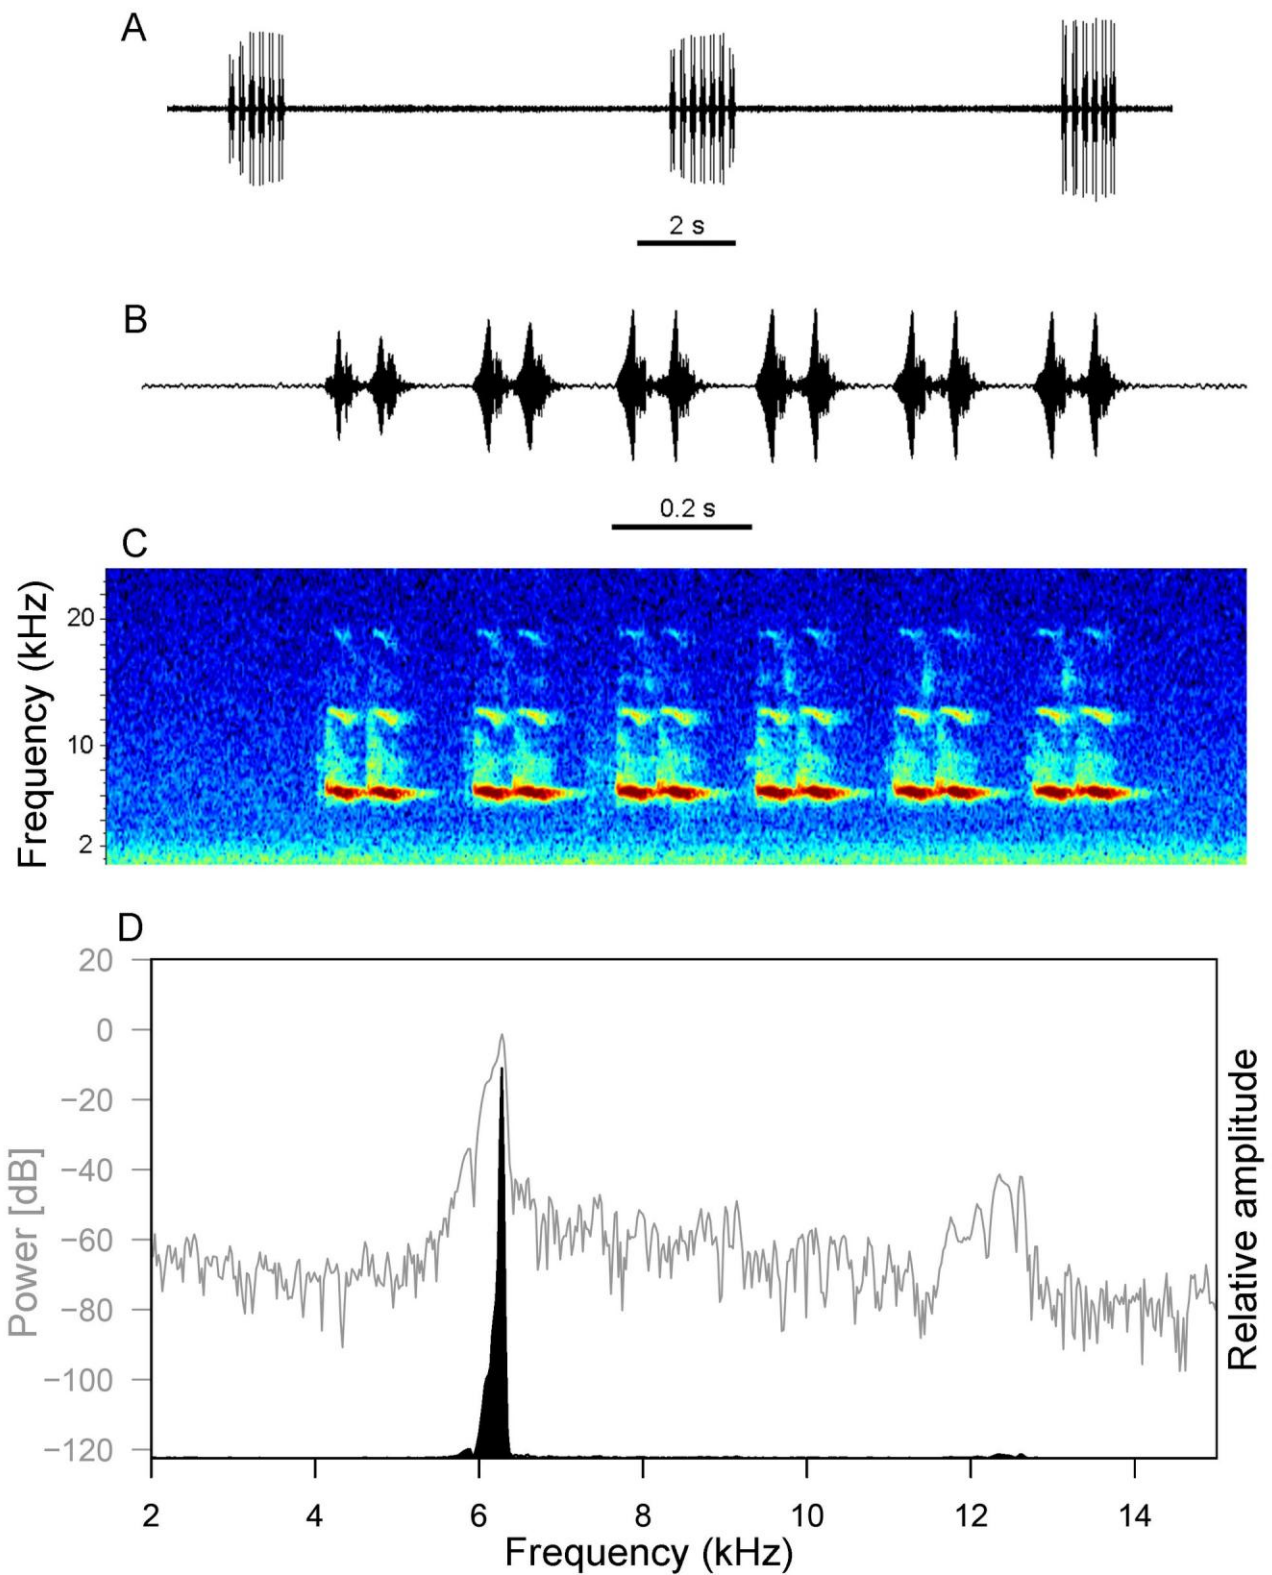 A
2 s
B
0.2 s
C
Frequency (kHz)
20
10
2
D
Power [dB]
20
0
−20
−40
−60
−80
−100
−120
Relative amplitude
2 4 6 8 10 12 14
Frequency (kHz)